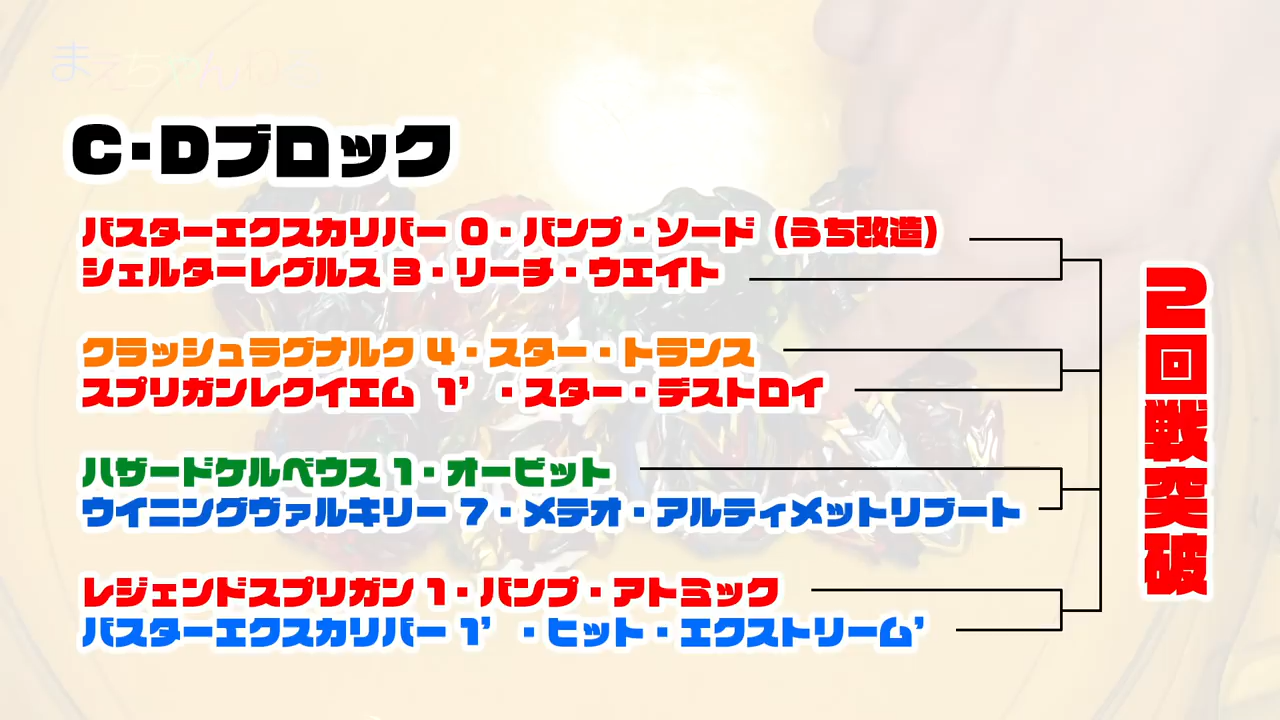 まえちゃんねる
C・Dブロック
バスターエクスカリバー 0・バンプ・ソード（うち改造）
シェルターレグルス 3・リーチ・ウエイト
クラッシュラグナルク 4・スター・トランス
スプリガンレクイエム 1’・スター・デストロイ
ハザードケルベウス 1・オービット
ウイニングヴァルキリー 7・メテオ・アルティメットリブート
レジェンドスプリガン 1・バンプ・アトミック
バスターエクスカリバー 1’・ヒット・エクストリーム’
2回戦突破